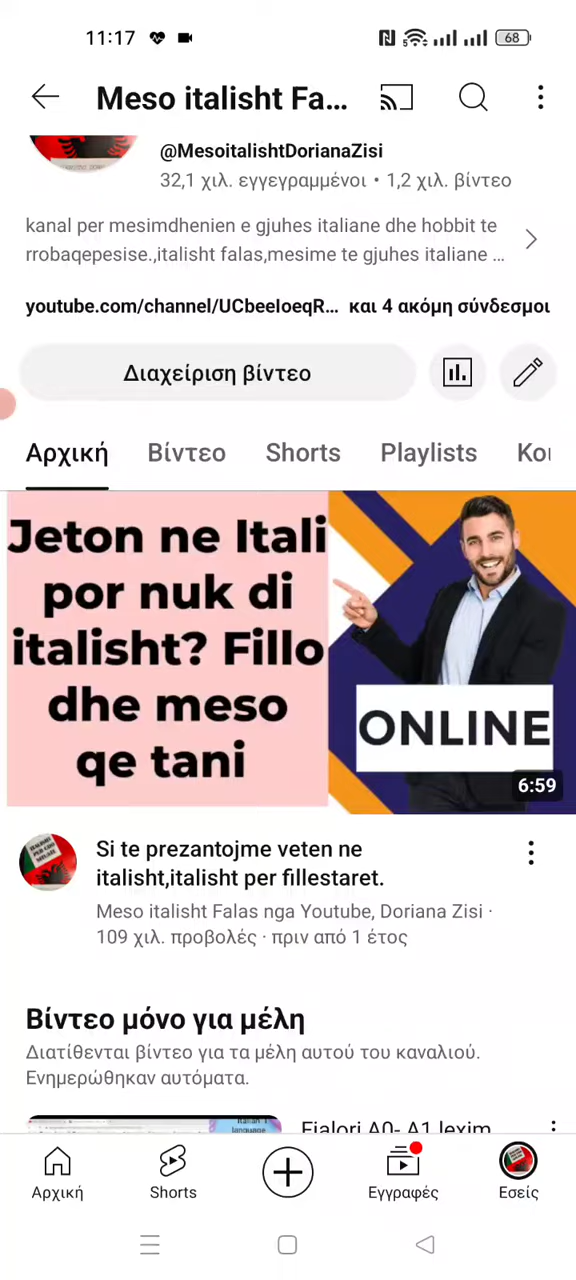 11:17
68
Meso italisht Fa...
@MesoitalishtDorianaZisi
32,1 χιλ. εγγεγραμμένοι • 1,2 χιλ. βίντεο
kanal per mesimdhenien e gjuhes italiane dhe hobbit te
rrobaqepesise.,italisht falas,mesime te gjuhes italiane ...
youtube.com/channel/UCbeeIoeqR... και 4 ακόμη σύνδεσμοι
Διαχείριση βίντεο
Αρχική Βίντεο Shorts Playlists
Jeton ne Itali
por nuk di
italisht? Fillo
dhe meso
qe tani
ONLINE
6:59
Si te prezantojme veten ne
italisht,italisht per fillestaret.
Meso italisht Falas nga Youtube, Doriana Zisi ·
109 χιλ. προβολές · πριν από 1 έτος
Βίντεο μόνο για μέλη
Διατίθενται βίντεο για τα μέλη αυτού του καναλιού.
Ενημερώθηκαν αυτόματα.
language
Fjalori A0- A1 lexim
Αρχική Shorts Εγγραφές Εσείς